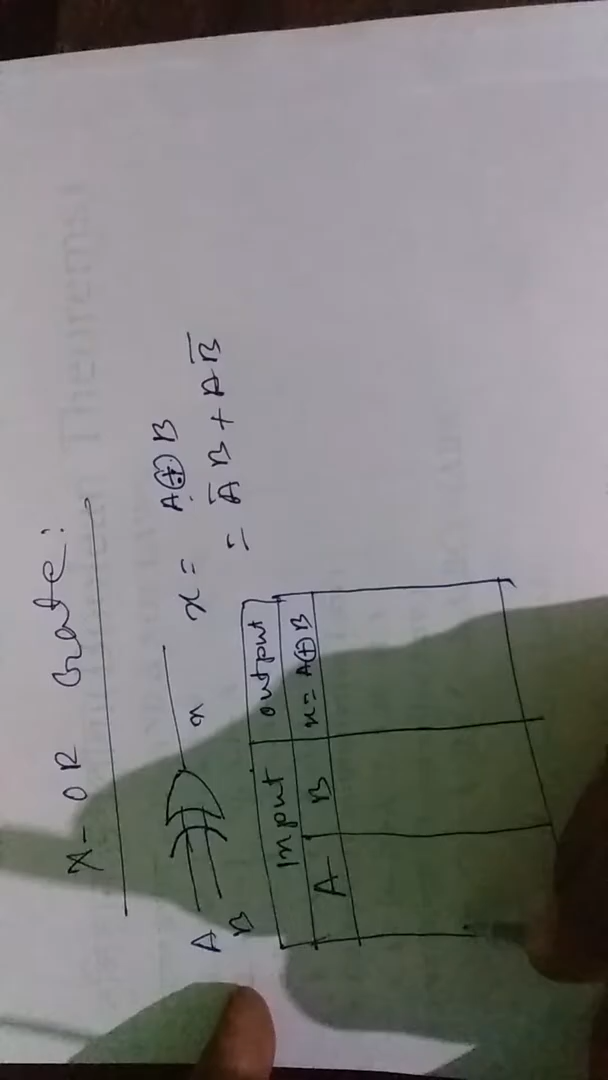 X-OR Gate:
A
B
x
x = A⊕B
= A̅B + AB̅
Input output
A B x = A⊕B